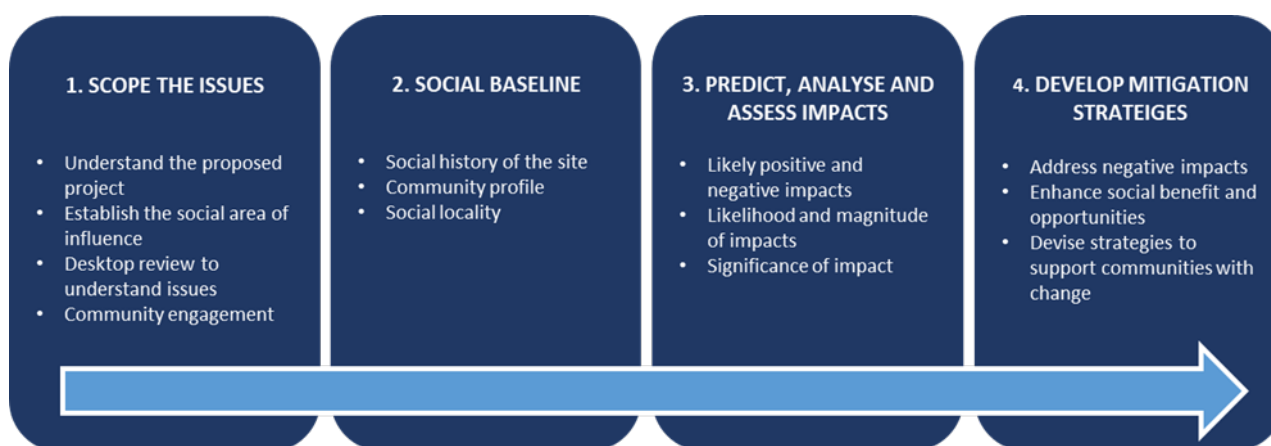 1. SCOPE THE ISSUES
• Understand the proposed
project
• Establish the social area of
influence
• Desktop review to
understand issues
• Community engagement
2. SOCIAL BASELINE
• Social history of the site
• Community profile
• Social locality
3. PREDICT, ANALYSE AND
ASSESS IMPACTS
• Likely positive and
negative impacts
• Likelihood and magnitude
of impacts
• Significance of impact
4. DEVELOP MITIGATION
STRATEIGES
• Address negative impacts
• Enhance social benefit and
opportunities
• Devise strategies to
support communities with
change